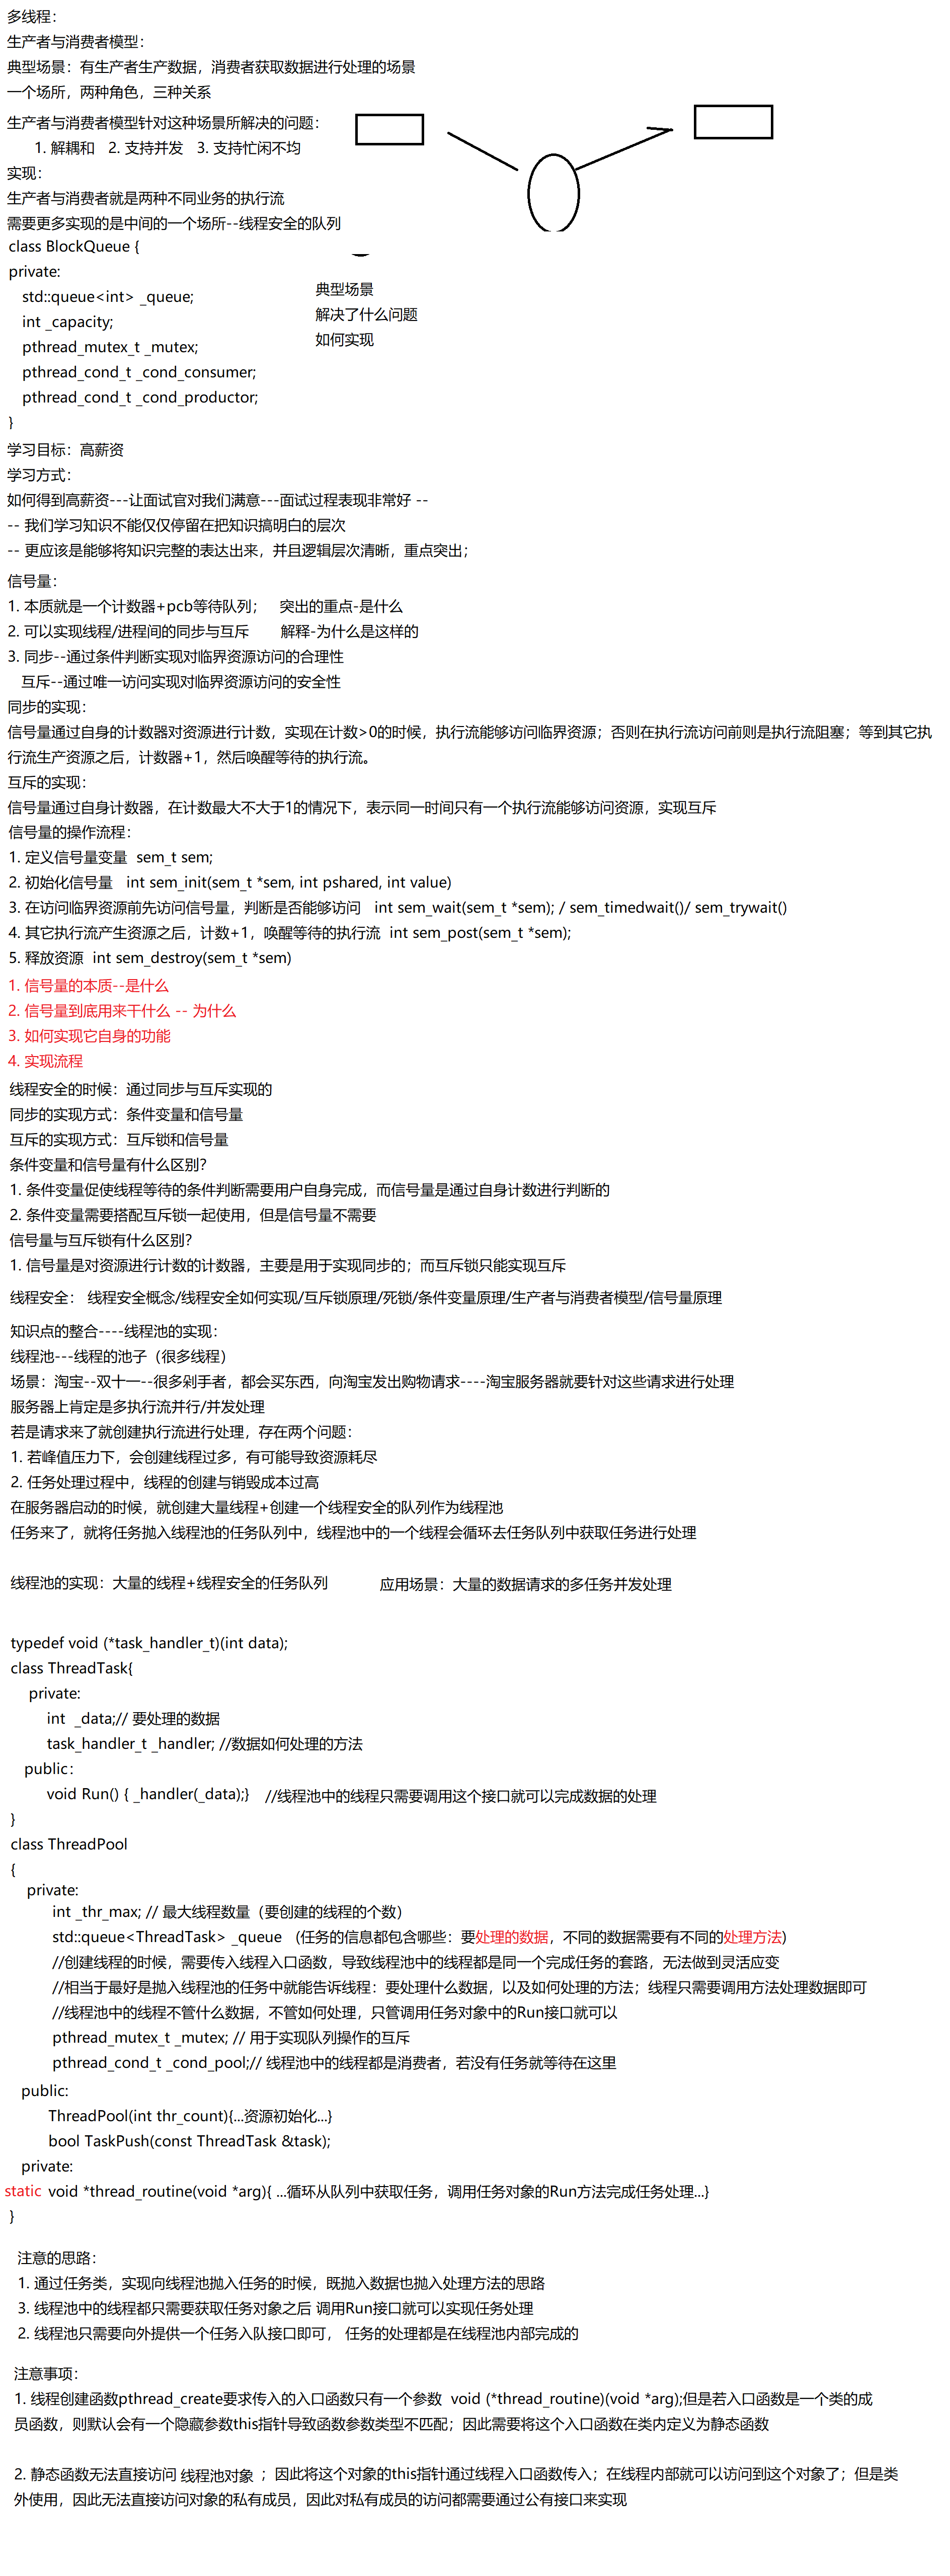 多线程：
生产者与消费者模型：
典型场景：有生产者生产数据，消费者获取数据进行处理的场景
一个场所，两种角色，三种关系
生产者与消费者模型针对这种场景所解决的问题：
1. 解耦和 2. 支持并发 3. 支持忙闲不均
实现：
生产者与消费者就是两种不同业务的执行流
需要更多实现的是中间的一个场所--线程安全的队列
class BlockQueue {
private:
std::queue<int> _queue;
int _capacity;
pthread_mutex_t _mutex;
pthread_cond_t _cond_consumer;
pthread_cond_t _cond_productor;
}
典型场景
解决了什么问题
如何实现
学习目标：高薪资
学习方式：
如何得到高薪资---让面试官对我们满意---面试过程表现非常好 --
-- 我们学习知识不能仅仅停留在把知识搞明白的层次
-- 更应该是能够将知识完整的表达出来，并且逻辑层次清晰，重点突出；
信号量：
1. 本质就是一个计数器+pcb等待队列； 突出的重点-是什么
2. 可以实现线程/进程间的同步与互斥 解释-为什么是这样的
3. 同步--通过条件判断实现对临界资源访问的合理性
互斥--通过唯一访问实现对临界资源访问的安全性
同步的实现：
信号量通过自身的计数器对资源进行计数，实现在计数>0的时候，执行流能够访问临界资源；否则在执行流访问前则是执行流阻塞；等到其它执
行流生产资源之后，计数器+1，然后唤醒等待的执行流。
互斥的实现：
信号量通过自身计数器，在计数最大不大于1的情况下，表示同一时间只有一个执行流能够访问资源，实现互斥
信号量的操作流程：
1. 定义信号量变量 sem_t sem;
2. 初始化信号量 int sem_init(sem_t *sem, int pshared, int value)
3. 在访问临界资源前先访问信号量，判断是否能够访问 int sem_wait(sem_t *sem); / sem_timedwait()/ sem_trywait()
4. 其它执行流产生资源之后，计数+1，唤醒等待的执行流 int sem_post(sem_t *sem);
5. 释放资源 int sem_destroy(sem_t *sem)
1. 信号量的本质--是什么
2. 信号量到底用来干什么 -- 为什么
3. 如何实现它自身的功能
4. 实现流程
线程安全的时候：通过同步与互斥实现的
同步的实现方式：条件变量和信号量
互斥的实现方式：互斥锁和信号量
条件变量和信号量有什么区别？
1. 条件变量促使线程等待的条件判断需要用户自身完成，而信号量是通过自身计数进行判断的
2. 条件变量需要搭配互斥锁一起使用，但是信号量不需要
信号量与互斥锁有什么区别？
1. 信号量是对资源进行计数的计数器，主要是用于实现同步的；而互斥锁只能实现互斥
线程安全： 线程安全概念/线程安全如何实现/互斥锁原理/死锁/条件变量原理/生产者与消费者模型/信号量原理
知识点的整合----线程池的实现：
线程池---线程的池子（很多线程）
场景：淘宝--双十一--很多剁手者，都会买东西，向淘宝发出购物请求----淘宝服务器就要针对这些请求进行处理
服务器上肯定是多执行流并行/并发处理
若是请求来了就创建执行流进行处理，存在两个问题：
1. 若峰值压力下，会创建线程过多，有可能导致资源耗尽
2. 任务处理过程中，线程的创建与销毁成本过高
在服务器启动的时候，就创建大量线程+创建一个线程安全的队列作为线程池
任务来了，就将任务抛入线程池的任务队列中，线程池中的一个线程会循环去任务队列中获取任务进行处理
线程池的实现：大量的线程+线程安全的任务队列 应用场景：大量的数据请求的多任务并发处理
typedef void (*task_handler_t)(int data);
class ThreadTask{
private:
int _data;// 要处理的数据
task_handler_t _handler; //数据如何处理的方法
public：
void Run() { _handler(_data);} //线程池中的线程只需要调用这个接口就可以完成数据的处理
}
class ThreadPool
{
private:
int _thr_max; // 最大线程数量（要创建的线程的个数）
std::queue<ThreadTask> _queue （任务的信息都包含哪些：要处理的数据，不同的数据需要有不同的处理方法）
//创建线程的时候，需要传入线程入口函数，导致线程池中的线程都是同一个完成任务的套路，无法做到灵活应变
//相当于最好是抛入线程池的任务中就能告诉线程：要处理什么数据，以及如何处理的方法；线程只需要调用方法处理数据即可
//线程池中的线程不管什么数据，不管如何处理，只管调用任务对象中的Run接口就可以
pthread_mutex_t _mutex; // 用于实现队列操作的互斥
pthread_cond_t _cond_pool;// 线程池中的线程都是消费者，若没有任务就等待在这里
public:
ThreadPool(int thr_count){...资源初始化...}
bool TaskPush(const ThreadTask &task);
private:
static void *thread_routine(void *arg){ ...循环从队列中获取任务，调用任务对象的Run方法完成任务处理...}
}
注意的思路：
1. 通过任务类，实现向线程池抛入任务的时候，既抛入数据也抛入处理方法的思路
3. 线程池中的线程都只需要获取任务对象之后 调用Run接口就可以实现任务处理
2. 线程池只需要向外提供一个任务入队接口即可， 任务的处理都是在线程池内部完成的
注意事项：
1. 线程创建函数pthread_create要求传入的入口函数只有一个参数 void (*thread_routine)(void *arg);但是若入口函数是一个类的成
员函数，则默认会有一个隐藏参数this指针导致函数参数类型不匹配；因此需要将这个入口函数在类内定义为静态函数
2. 静态函数无法直接访问 线程池对象 ；因此将这个对象的this指针通过线程入口函数传入；在线程内部就可以访问到这个对象了；但是类
外使用，因此无法直接访问对象的私有成员，因此对私有成员的访问都需要通过公有接口来实现